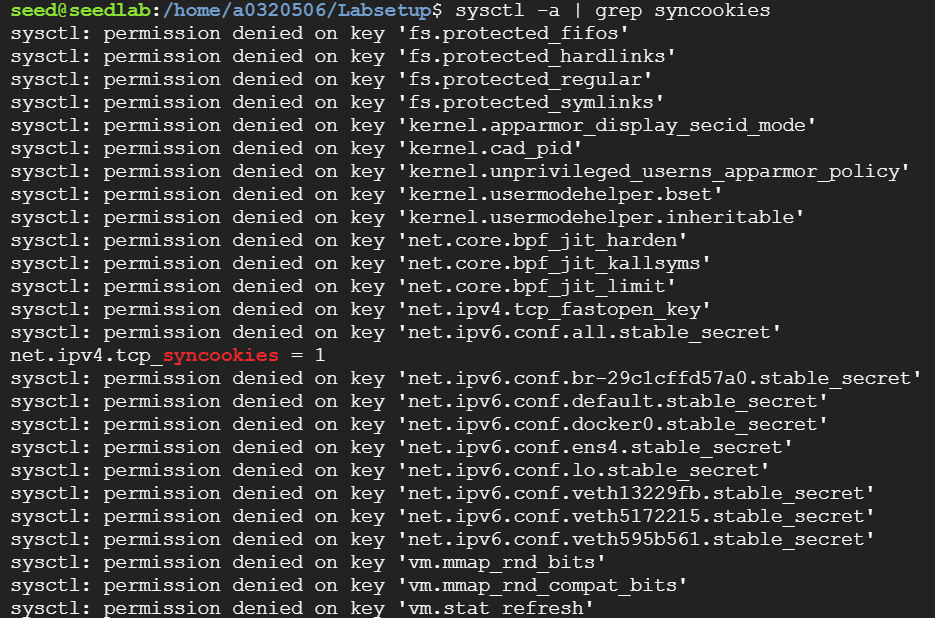 seed@seedlab:/home/a0320506/Labsetup$ sysctl -a | grep syncookies
sysctl: permission denied on key 'fs.protected_fifos'
sysctl: permission denied on key 'fs.protected_hardlinks'
sysctl: permission denied on key 'fs.protected_regular'
sysctl: permission denied on key 'fs.protected_symlinks'
sysctl: permission denied on key 'kernel.apparmor_display_secid_mode'
sysctl: permission denied on key 'kernel.cad_pid'
sysctl: permission denied on key 'kernel.unprivileged_userns_apparmor_policy'
sysctl: permission denied on key 'kernel.usermodehelper.bset'
sysctl: permission denied on key 'kernel.usermodehelper.inheritable'
sysctl: permission denied on key 'net.core.bpf_jit_harden'
sysctl: permission denied on key 'net.core.bpf_jit_kallsyms'
sysctl: permission denied on key 'net.core.bpf_jit_limit'
sysctl: permission denied on key 'net.ipv4.tcp_fastopen_key'
sysctl: permission denied on key 'net.ipv6.conf.all.stable_secret'
net.ipv4.tcp_syncookies = 1
sysctl: permission denied on key 'net.ipv6.conf.br-29c1cffd57a0.stable_secret'
sysctl: permission denied on key 'net.ipv6.conf.default.stable_secret'
sysctl: permission denied on key 'net.ipv6.conf.docker0.stable_secret'
sysctl: permission denied on key 'net.ipv6.conf.ens4.stable_secret'
sysctl: permission denied on key 'net.ipv6.conf.lo.stable_secret'
sysctl: permission denied on key 'net.ipv6.conf.veth13229fb.stable_secret'
sysctl: permission denied on key 'net.ipv6.conf.veth5172215.stable_secret'
sysctl: permission denied on key 'net.ipv6.conf.veth595b561.stable_secret'
sysctl: permission denied on key 'vm.mmap_rnd_bits'
sysctl: permission denied on key 'vm.mmap_rnd_compat_bits'
sysctl: permission denied on key 'vm.stat_refresh'